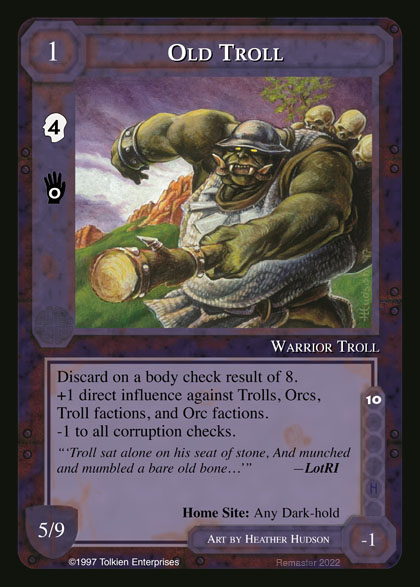 1
OLD TROLL
4
0
WARRIOR TROLL
Discard on a body check result of 8.
+1 direct influence against Trolls, Orcs,
Troll factions, and Orc factions.
-1 to all corruption checks.
10
“‘Troll sat alone on his seat of stone, And munched
and mumbled a bare old bone…’” —LotRI
H
Home Site: Any Dark-hold
5/9
ART BY HEATHER HUDSON
-1
©1997 Tolkien Enterprises
Remaster 2022